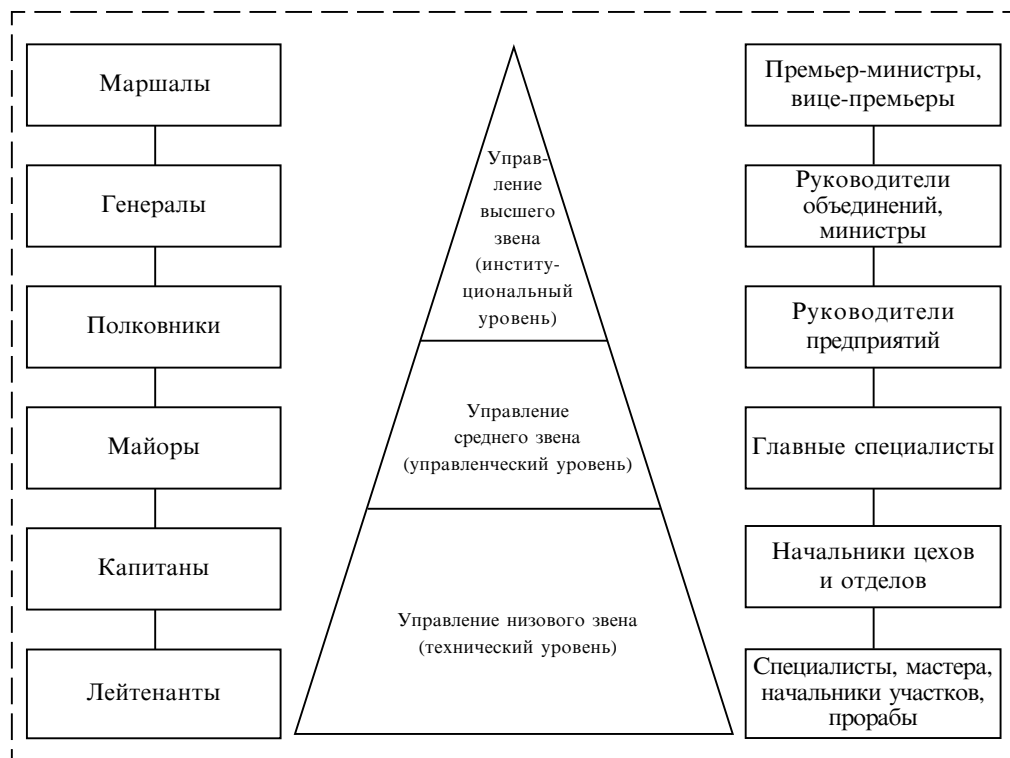 Маршалы
Генералы
Полковники
Майоры
Капитаны
Лейтенанты
Управ-
ление
высшего
звена
(институ-
циональный
уровень)
Управление
среднего звена
(управленческий уровень)
Управление низового звена
(технический уровень)
Премьер-министры,
вице-премьеры
Руководители
объединений,
министры
Руководители
предприятий
Главные специалисты
Начальники цехов
и отделов
Специалисты, мастера,
начальники участков,
прорабы